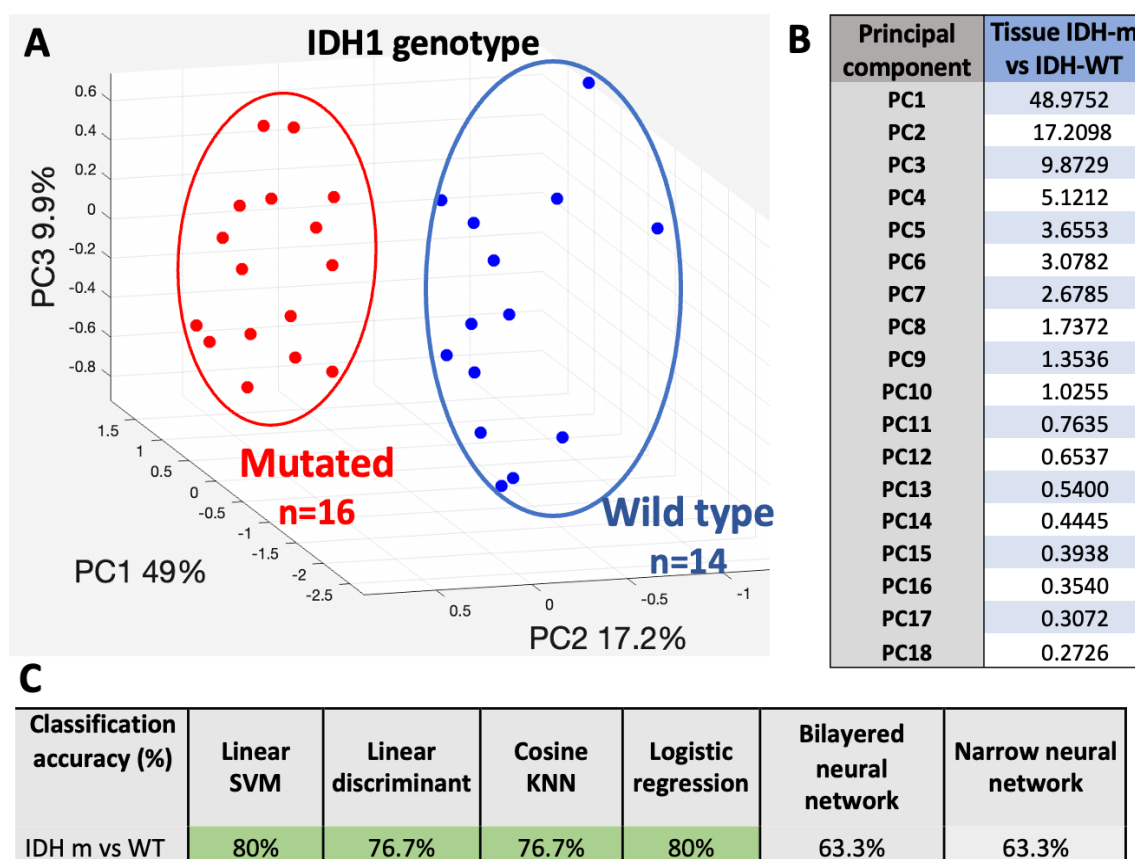 A
IDH1 genotype
PC3 9.9%
0.6
0.4
0.2
0
-0.2
-0.4
-0.6
-0.8
1.5
1
0.5
0
-0.5
-1
-1.5
-2
-2.5
PC1 49%
0.5
0
-0.5
-1
PC2 17.2%
Mutated
n=16
Wild type
n=14
B
Principal component
Tissue IDH-m vs IDH-WT
PC1 48.9752
PC2 17.2098
PC3 9.8729
PC4 5.1212
PC5 3.6553
PC6 3.0782
PC7 2.6785
PC8 1.7372
PC9 1.3536
PC10 1.0255
PC11 0.7635
PC12 0.6537
PC13 0.5400
PC14 0.4445
PC15 0.3938
PC16 0.3540
PC17 0.3072
PC18 0.2726
C
Classification accuracy (%)
Linear SVM
Linear discriminant
Cosine KNN
Logistic regression
Bilayered neural network
Narrow neural network
IDH m vs WT 80% 76.7% 76.7% 80% 63.3% 63.3%